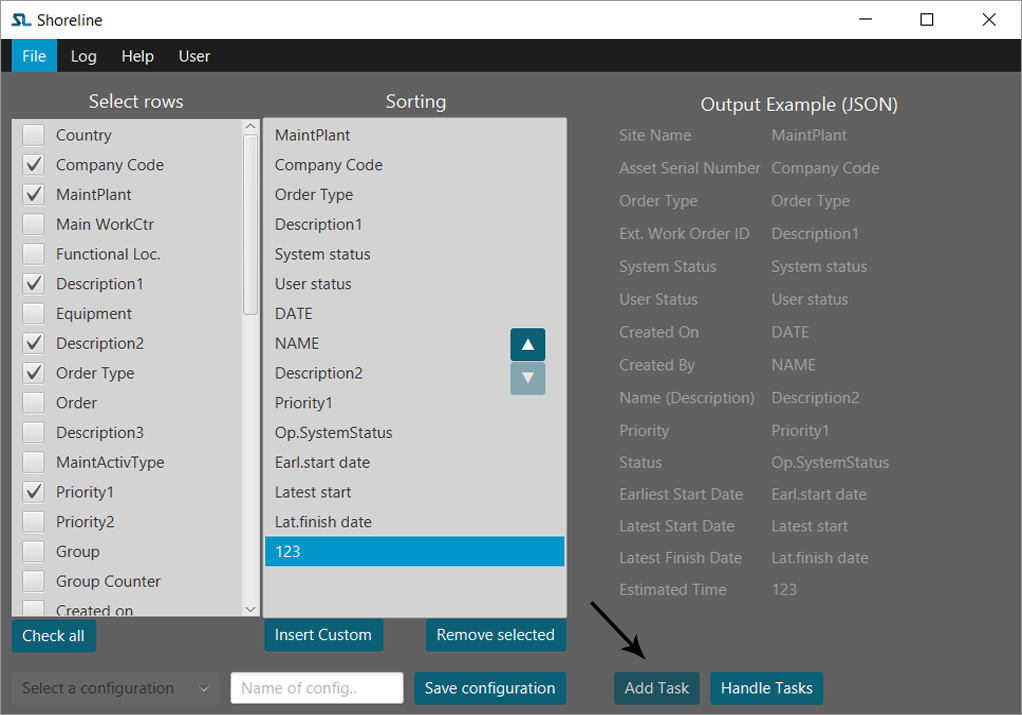 SL Shoreline
File Log Help User
Select rows
Country
Company Code
MaintPlant
Main WorkCtr
Functional Loc.
Description1
Equipment
Description2
Order Type
Order
Description3
MaintActivType
Priority1
Priority2
Group
Group Counter
Created on
Check all
Sorting
MaintPlant
Company Code
Order Type
Description1
System status
User status
DATE
NAME
Description2
Priority1
Op.SystemStatus
Earl.start date
Latest start
Lat.finish date
123
Insert Custom
Remove selected
Output Example (JSON)
Site Name MaintPlant
Asset Serial Number Company Code
Order Type Order Type
Ext. Work Order ID Description1
System Status System status
User Status User status
Created On DATE
Created By NAME
Name (Description) Description2
Priority Priority1
Status Op.SystemStatus
Earliest Start Date Earl.start date
Latest Start Date Latest start
Latest Finish Date Lat.finish date
Estimated Time 123
Select a configuration
Name of config..
Save configuration
Add Task
Handle Tasks